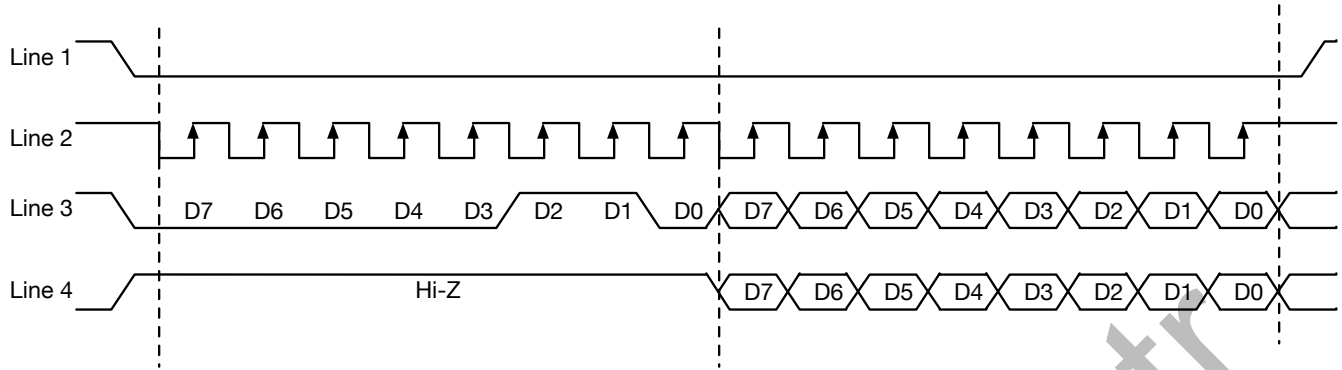 Line 1
Line 2
Line 3 D7 D6 D5 D4 D3 D2 D1 D0 D7 D6 D5 D4 D3 D2 D1 D0
Line 4 Hi-Z D7 D6 D5 D4 D3 D2 D1 D0
tr